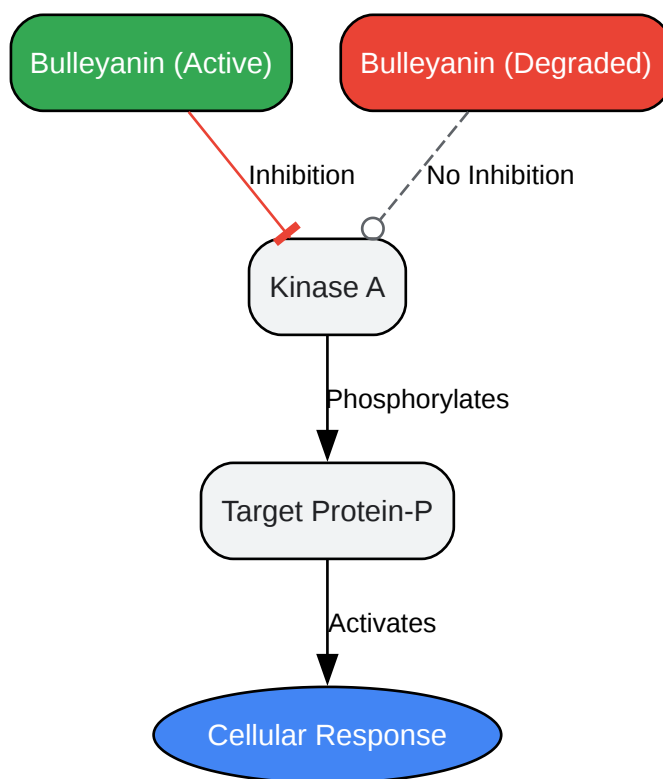 Bulleyanin (Active)
Bulleyanin (Degraded)
Inhibition
No Inhibition
Kinase A
Phosphorylates
Target Protein-P
Activates
Cellular Response